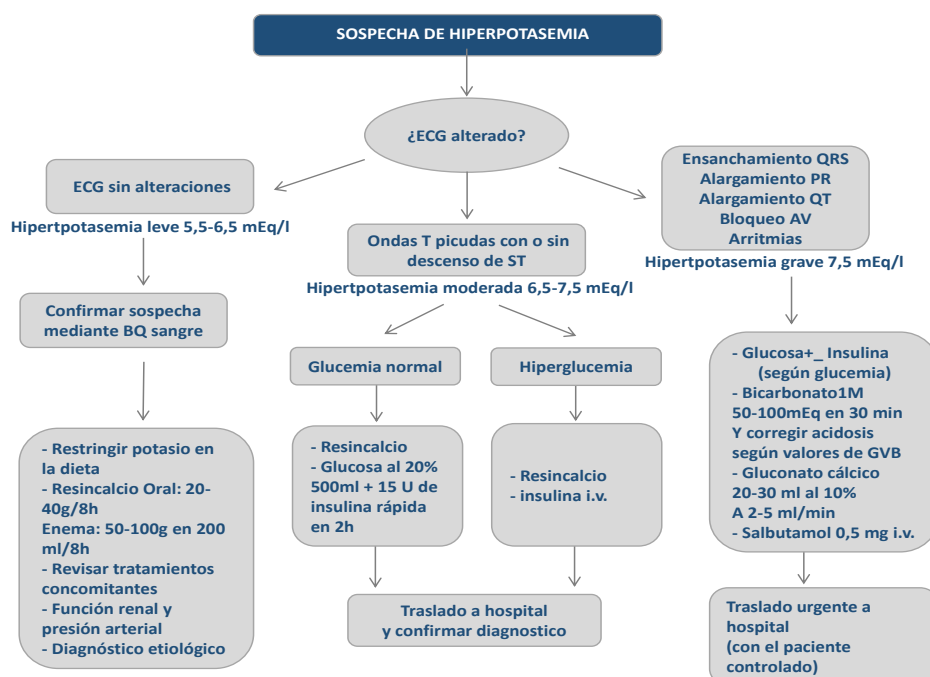 SOSPECHA DE HIPERPOTASEMIA
¿ECG alterado?
ECG sin alteraciones
Hipertpotasemia leve 5,5-6,5 mEq/l
Confirmar sospecha
mediante BQ sangre
- Restringir potasio en
la dieta
- Resincalcio Oral: 20-
40g/8h
Enema: 50-100g en 200
ml/8h
- Revisar tratamientos
concomitantes
- Función renal y
presión arterial
- Diagnóstico etiológico
Ondas T picudas con o sin
descenso de ST
Hipertpotasemia moderada 6,5-7,5 mEq/l
Glucemia normal
- Resincalcio
- Glucosa al 20%
500ml + 15 U de
insulina rápida
en 2h
Hiperglucemia
- Resincalcio
- insulina i.v.
Traslado a hospital
y confirmar diagnostico
Ensanchamiento QRS
Alargamiento PR
Alargamiento QT
Bloqueo AV
Arritmias
Hipertpotasemia grave 7,5 mEq/l
- Glucosa+_ Insulina
(según glucemia)
- Bicarbonato1M
50-100mEq en 30 min
Y corregir acidosis
según valores de GVB
- Gluconato cálcico
20-30 ml al 10%
A 2-5 ml/min
- Salbutamol 0,5 mg i.v.
Traslado urgente a
hospital
(con el paciente
controlado)